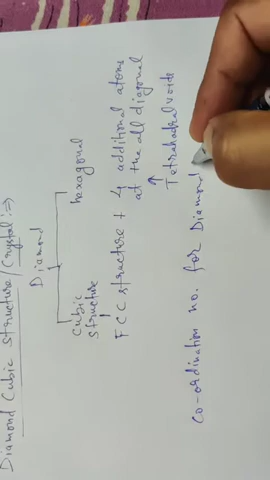 Diamond Cubic structure/Crystal :⇒
Diamond
Cubic structure
hexagonal
FCC structure + 4 additional atoms
at the all diagonal
↑
Tetrahedral voids
Co-ordination no. for Diamond